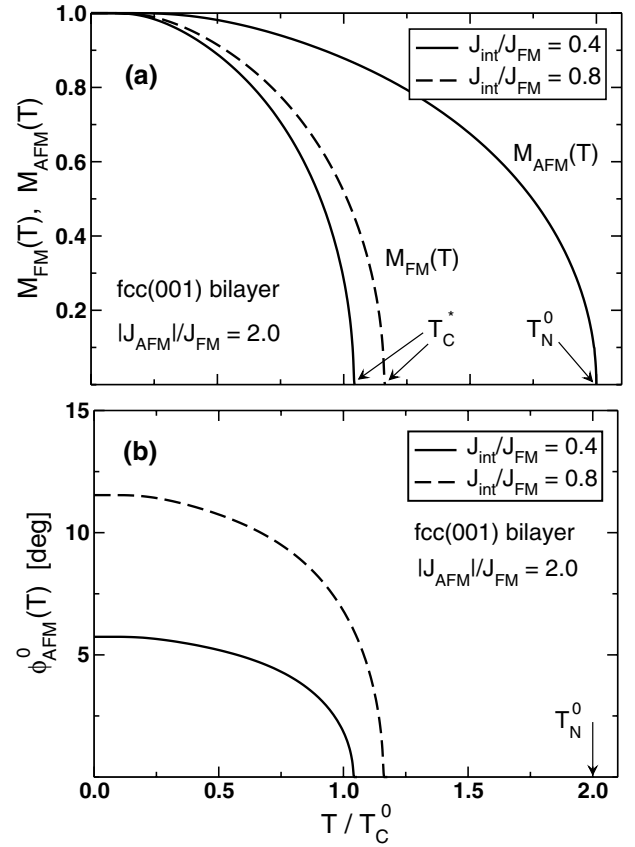 1.0
0.8
0.6
0.4
0.2
M_FM(T), M_AFM(T)
(a)
J_int/J_FM = 0.4
J_int/J_FM = 0.8
M_AFM(T)
M_FM(T)
fcc(001) bilayer
|J_AFM|/J_FM = 2.0
T_C^*
T_N^0
15
10
5
0
ϕ^0_AFM(T) [deg]
(b)
J_int/J_FM = 0.4
J_int/J_FM = 0.8
fcc(001) bilayer
|J_AFM|/J_FM = 2.0
T_N^0
0.0 0.5 1.0 1.5 2.0
T / T_C^0